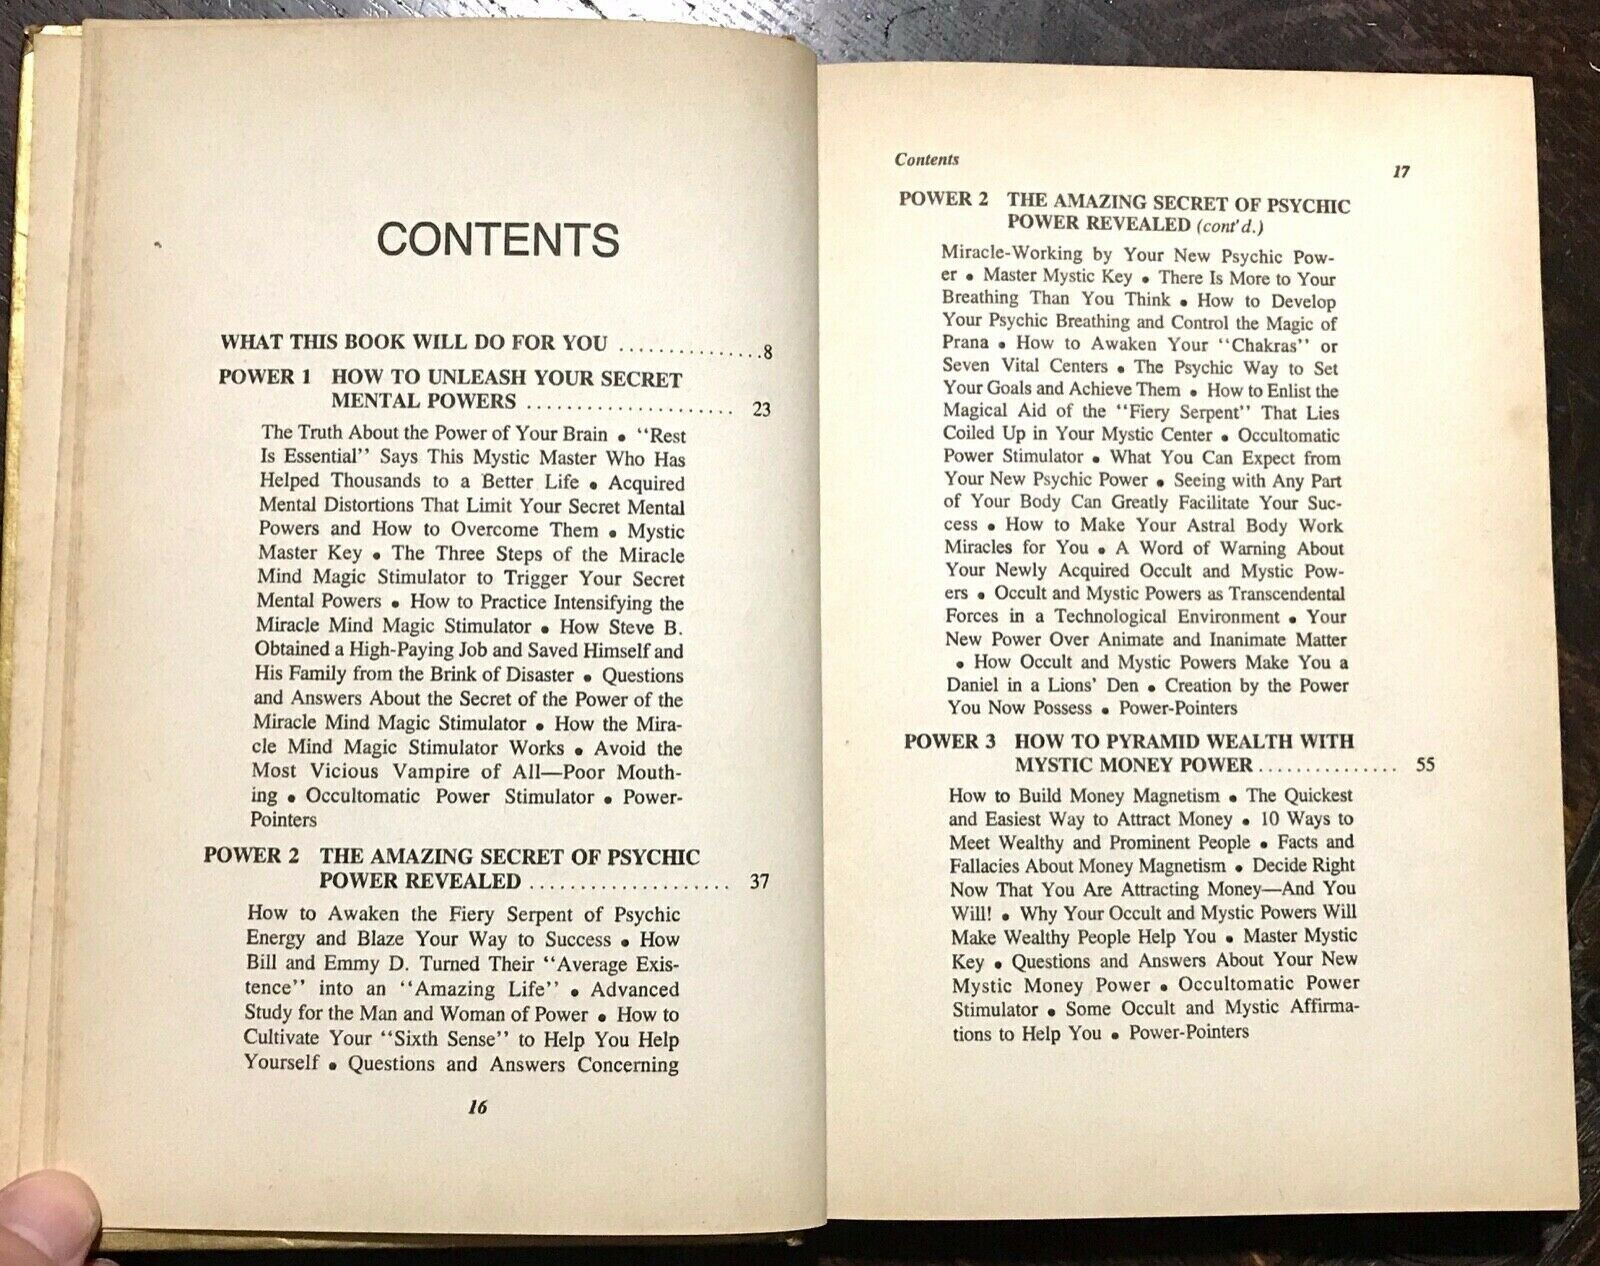 CONTENTS
WHAT THIS BOOK WILL DO FOR YOU ...............8
POWER 1 HOW TO UNLEASH YOUR SECRET
MENTAL POWERS ...................... 23
The Truth About the Power of Your Brain • "Rest
Is Essential" Says This Mystic Master Who Has
Helped Thousands to a Better Life • Acquired
Mental Distortions That Limit Your Secret Mental
Powers and How to Overcome Them • Mystic
Master Key • The Three Steps of the Miracle
Mind Magic Stimulator to Trigger Your Secret
Mental Powers • How to Practice Intensifying the
Miracle Mind Magic Stimulator • How Steve B.
Obtained a High-Paying Job and Saved Himself and
His Family from the Brink of Disaster • Questions
and Answers About the Secret of the Power of the
Miracle Mind Magic Stimulator • How the Mira-
cle Mind Magic Stimulator Works • Avoid the
Most Vicious Vampire of All—Poor Mouth-
ing • Occultomatic Power Stimulator • Power-
Pointers
POWER 2 THE AMAZING SECRET OF PSYCHIC
POWER REVEALED ..................... 37
How to Awaken the Fiery Serpent of Psychic
Energy and Blaze Your Way to Success • How
Bill and Emmy D. Turned Their "Average Exis-
tence" into an "Amazing Life" • Advanced
Study for the Man and Woman of Power • How to
Cultivate Your "Sixth Sense" to Help You Help
Yourself • Questions and Answers Concerning
16
Contents 17
POWER 2 THE AMAZING SECRET OF PSYCHIC
POWER REVEALED (cont'd.)
Miracle-Working by Your New Psychic Pow-
er • Master Mystic Key • There Is More to Your
Breathing Than You Think • How to Develop
Your Psychic Breathing and Control the Magic of
Prana • How to Awaken Your "Chakras" or
Seven Vital Centers • The Psychic Way to Set
Your Goals and Achieve Them • How to Enlist the
Magical Aid of the "Fiery Serpent" That Lies
Coiled Up in Your Mystic Center • Occultomatic
Power Stimulator • What You Can Expect from
Your New Psychic Power • Seeing with Any Part
of Your Body Can Greatly Facilitate Your Suc-
cess • How to Make Your Astral Body Work
Miracles for You • A Word of Warning About
Your Newly Acquired Occult and Mystic Pow-
ers • Occult and Mystic Powers as Transcendental
Forces in a Technological Environment • Your
New Power Over Animate and Inanimate Matter
• How Occult and Mystic Powers Make You a
Daniel in a Lions' Den • Creation by the Power
You Now Possess • Power-Pointers
POWER 3 HOW TO PYRAMID WEALTH WITH
MYSTIC MONEY POWER ............... 55
How to Build Money Magnetism • The Quickest
and Easiest Way to Attract Money • 10 Ways to
Meet Wealthy and Prominent People • Facts and
Fallacies About Money Magnetism • Decide Right
Now That You Are Attracting Money—And You
Will! • Why Your Occult and Mystic Powers Will
Make Wealthy People Help You • Master Mystic
Key • Questions and Answers About Your New
Mystic Money Power • Occultomatic Power
Stimulator • Some Occult and Mystic Affirma-
tions to Help You • Power-Pointers